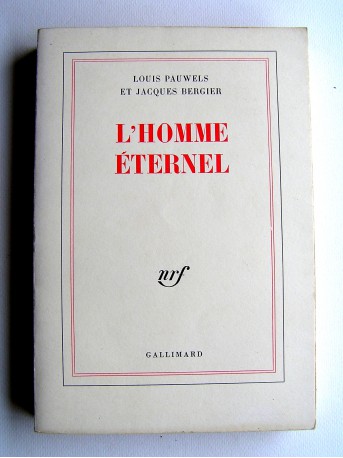 LOUIS PAUWELS
ET JACQUES BERGIER
L'HOMME
ÉTERNEL
nrf
GALLIMARD